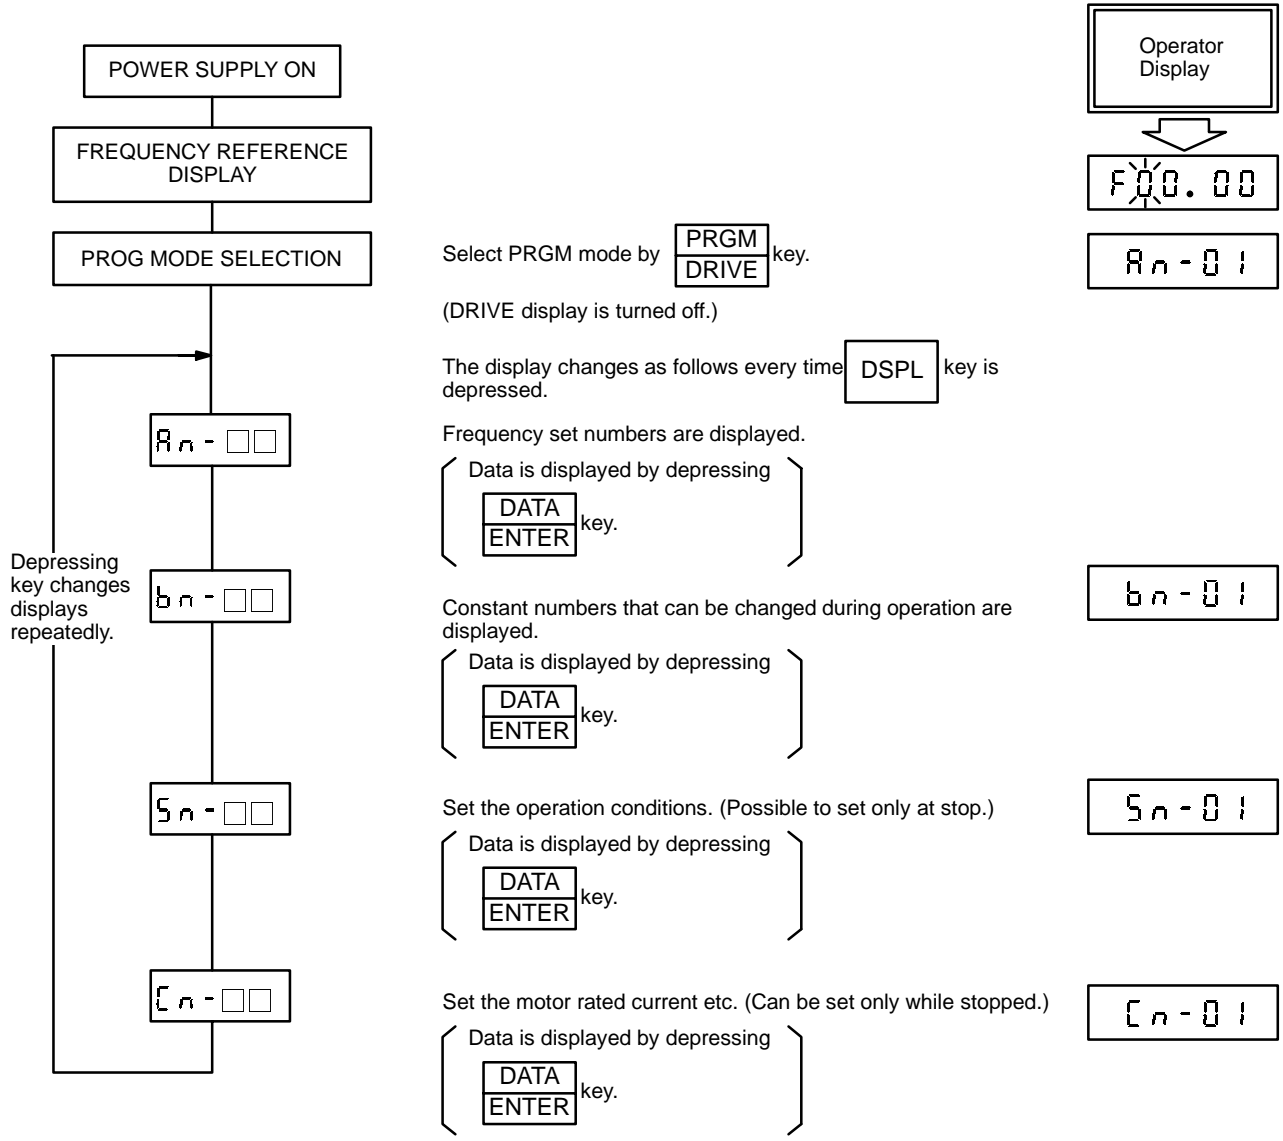 Operator
Display
POWER SUPPLY ON
FREQUENCY REFERENCE
DISPLAY
F00.00
PROG MODE SELECTION
Select PRGM mode by PRGM DRIVE key.
An-01
(DRIVE display is turned off.)
The display changes as follows every time DSPL key is
depressed.
An-□□
Frequency set numbers are displayed.
Data is displayed by depressing
DATA
ENTER key.
Depressing
key changes
displays
repeatedly.
bn-□□
Constant numbers that can be changed during operation are
displayed.
bn-01
Data is displayed by depressing
DATA
ENTER key.
Sn-□□
Set the operation conditions. (Possible to set only at stop.)
Sn-01
Data is displayed by depressing
DATA
ENTER key.
Cn-□□
Set the motor rated current etc. (Can be set only while stopped.)
Cn-01
Data is displayed by depressing
DATA
ENTER key.